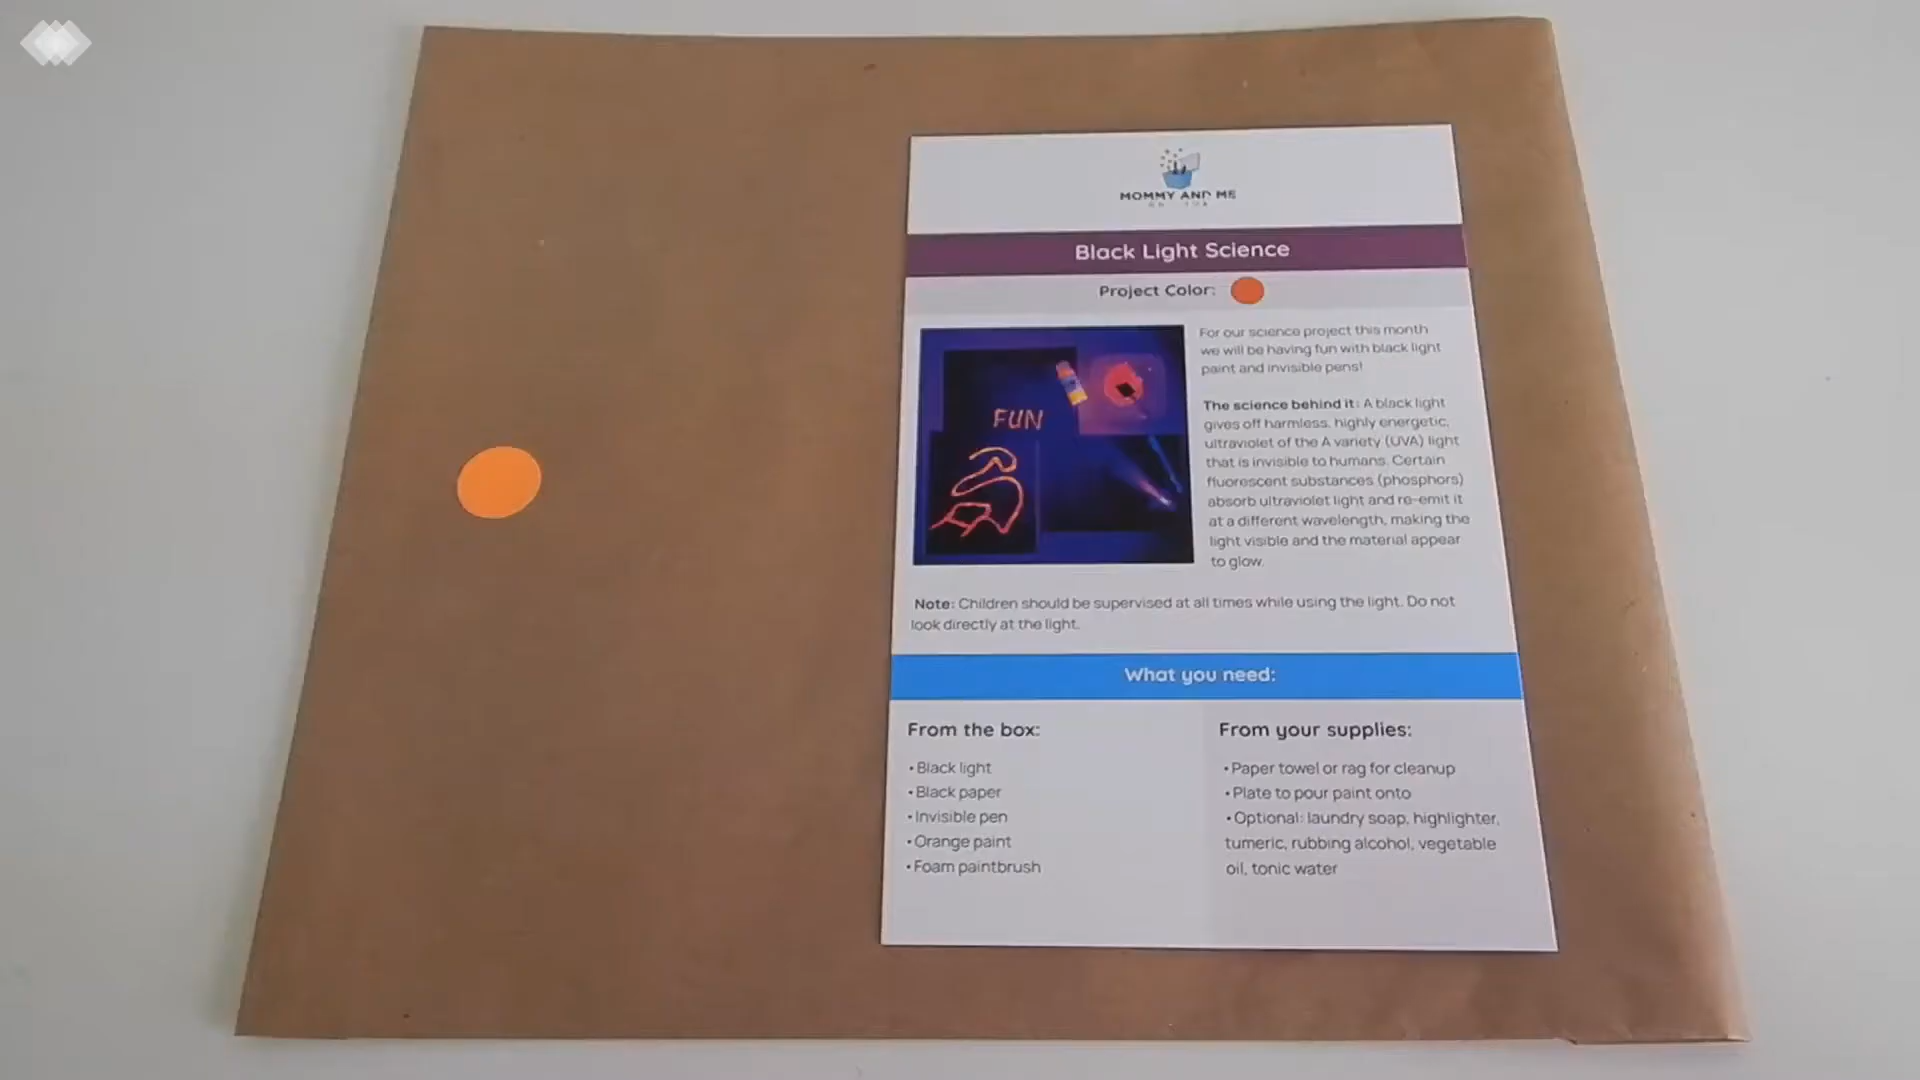 MOMMY AND ME
Black Light Science
Project Color:
For our science project this month
we will be having fun with black light
paint and invisible pens!
The science behind it: A black light
gives off harmless, highly energetic,
ultraviolet of the A variety (UVA) light
that is invisible to humans. Certain
fluorescent substances (phosphors)
absorb ultraviolet light and re-emit it
at a different wavelength, making the
light visible and the material appear
to glow.
FUN
Note: Children should be supervised at all times while using the light. Do not
look directly at the light.
What you need:
From the box:
• Black light
• Black paper
• Invisible pen
• Orange paint
• Foam paintbrush
From your supplies:
• Paper towel or rag for cleanup
• Plate to pour paint onto
• Optional: laundry soap, highlighter,
tumeric, rubbing alcohol, vegetable
oil, tonic water